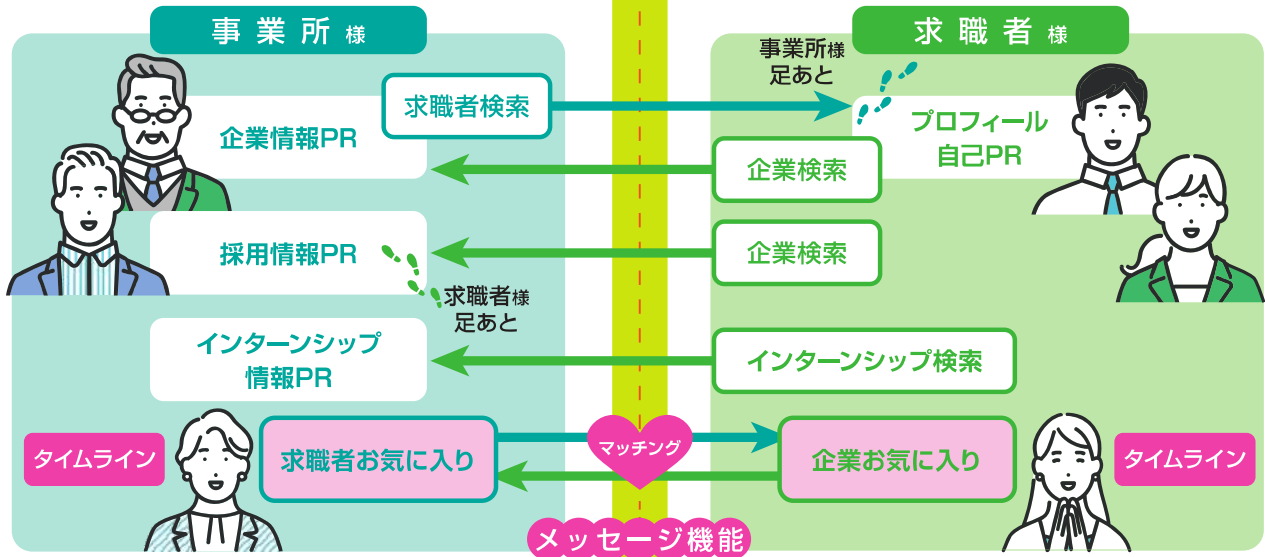 事業所 様
求職者 様
事業所様
足あと
求職者検索
企業情報PR
プロフィール
自己PR
企業検索
採用情報PR
企業検索
求職者様
足あと
インターンシップ
情報PR
インターンシップ検索
タイムライン
求職者お気に入り
マッチング
企業お気に入り
タイムライン
メッセージ機能